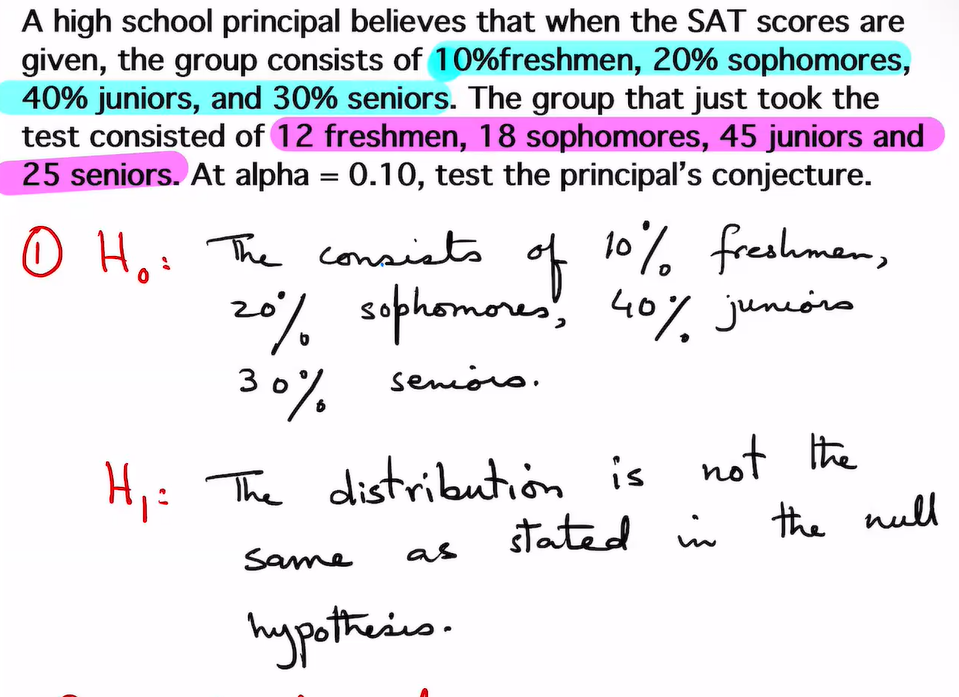 A high school principal believes that when the SAT scores are
given, the group consists of 10%freshmen, 20% sophomores,
40% juniors, and 30% seniors. The group that just took the
test consisted of 12 freshmen, 18 sophomores, 45 juniors and
25 seniors. At alpha = 0.10, test the principal's conjecture.
① H₀: The consists of 10% freshmen,
20% sophomores, 40% juniors
30% seniors.
H₁: The distribution is not the
same as stated in the null
hypothesis.